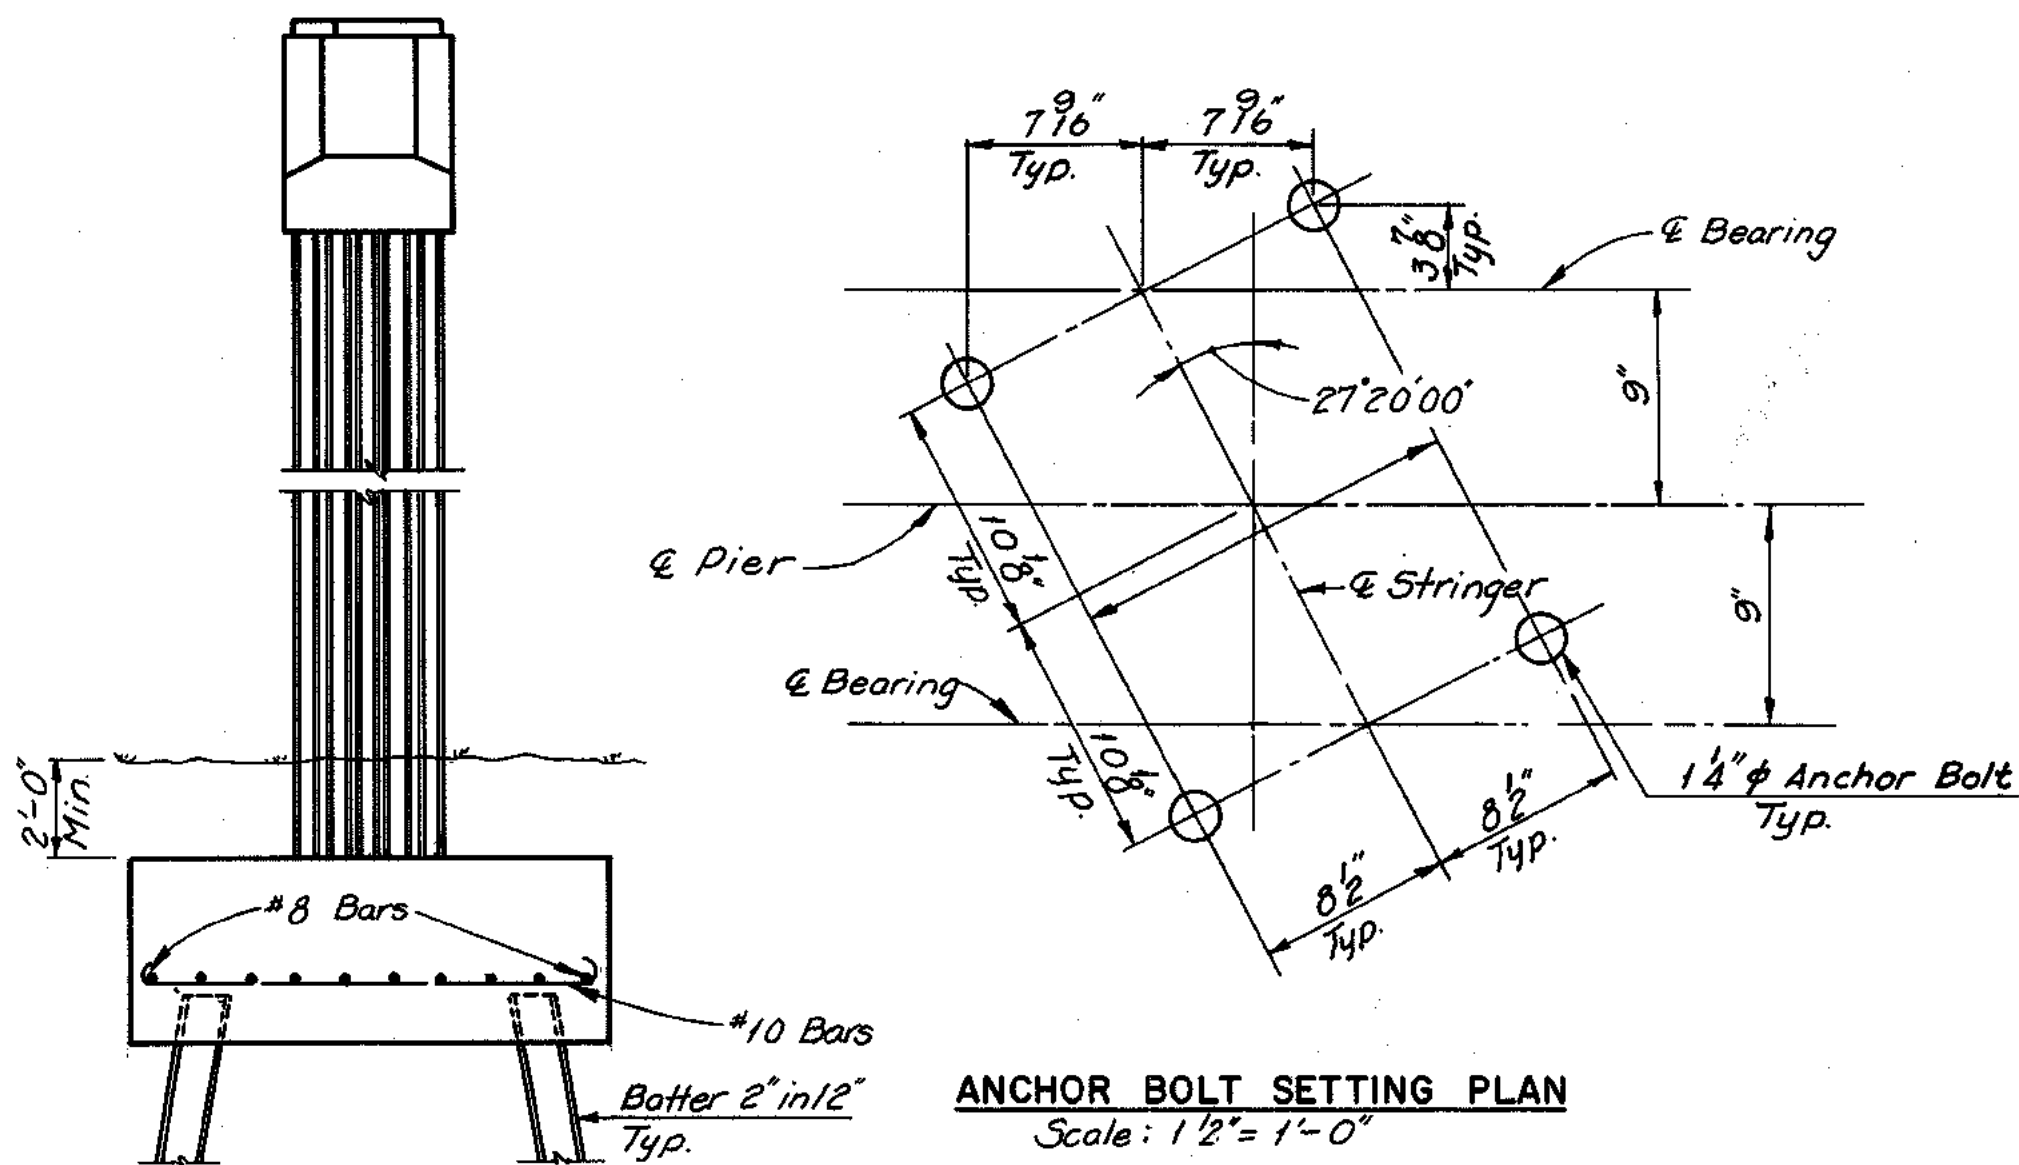 7 9/16" 7 9/16"
Typ. Typ.
3 7/8"
Typ.
℄ Bearing
9"
27°20'00"
10 1/8"
Typ.
℄ Pier
℄ Stringer
9"
℄ Bearing
10 1/8"
Typ.
1 1/4" φ Anchor Bolt
Typ.
8 1/2"
Typ.
8 1/2"
Typ.
2'-0"
Min.
#8 Bars
#10 Bars
Batter 2" in 12"
Typ.
ANCHOR BOLT SETTING PLAN
Scale: 1 1/2" = 1'-0"